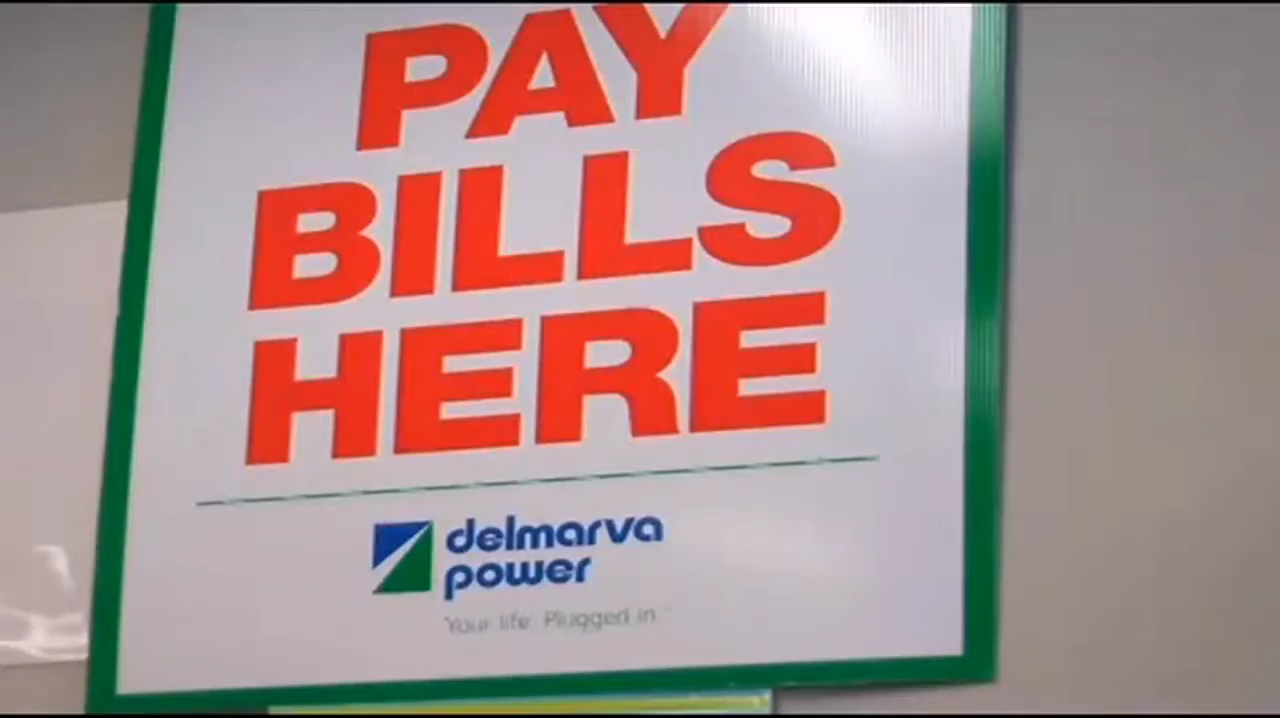 PAY
BILLS
HERE
delmarva
power
Your life. Plugged in.